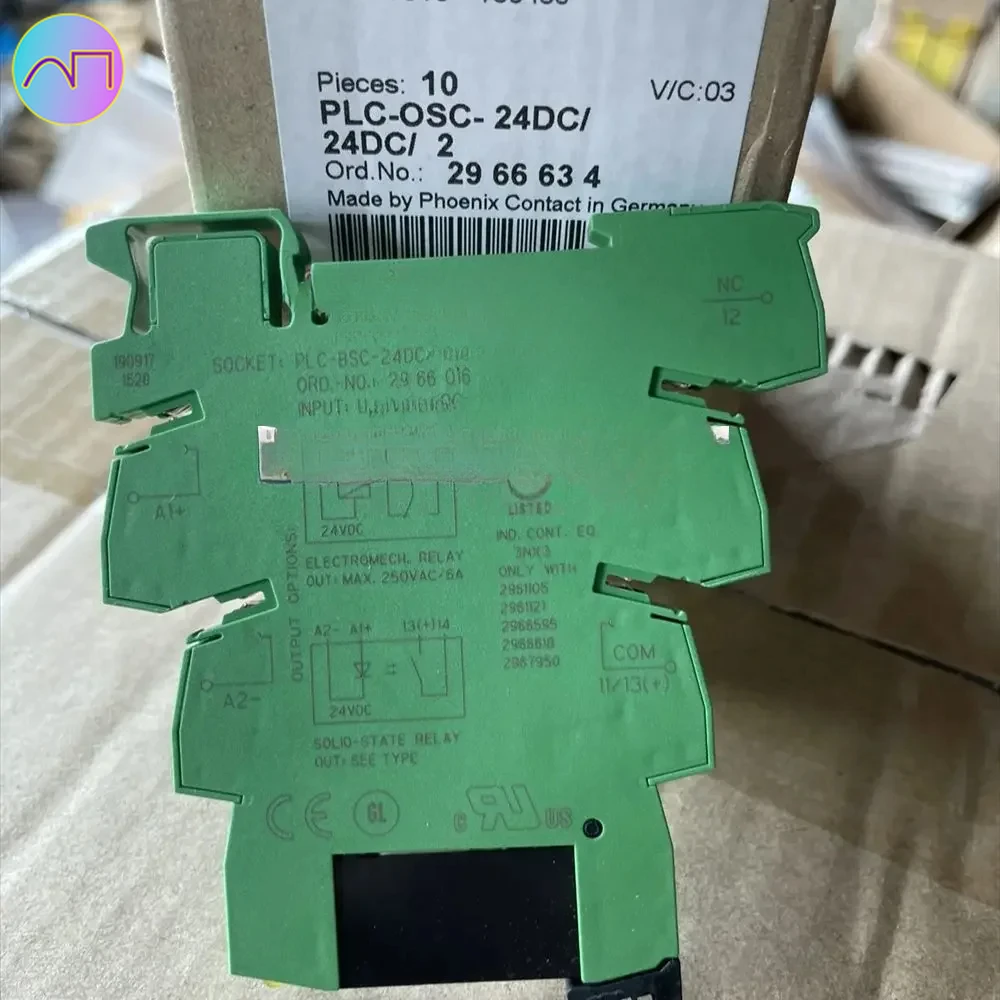 Pieces: 10
V/C:03
PLC-OSC- 24DC/
24DC/ 2
Ord.No.: 29 66 63 4
Made by Phoenix Contact in Germany
NC
12
190917
1528
SOCKET: PLC-BSC-24DC/
ORD.-NO.: 29 66 016
INPUT:
A1+
24VDC
LISTED
IND. CONT. EQ.
3NX3
ONLY WITH
2961105
2961121
2966595
2966618
2967950
OUTPUT OPTIONS:
ELECTROMECH. RELAY
OUT: MAX. 250VAC/6A
A2- A1+ 13(+) 14
24VDC
SOLID-STATE RELAY
OUT: SEE TYPE
COM
11/13(+)
A2-
CE GL c RU US